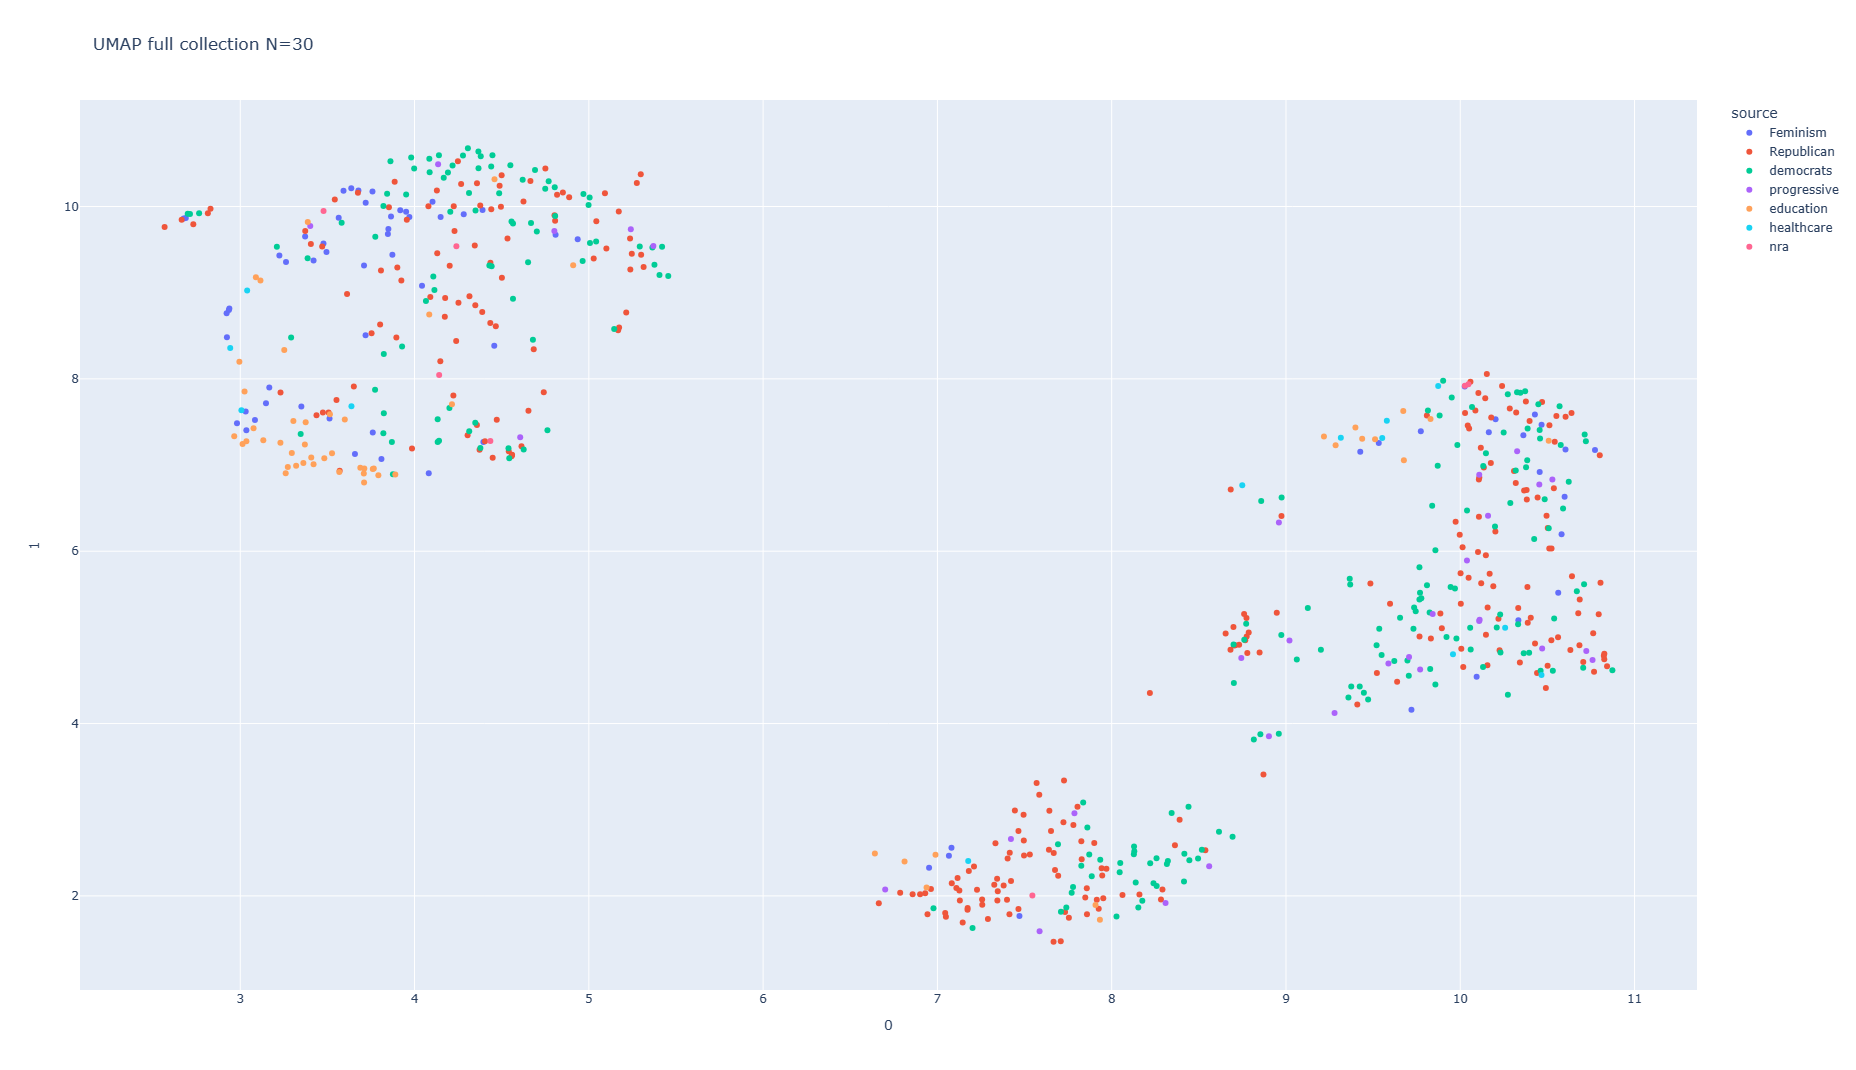 UMAP full collection N=30
source
Feminism
Republican
democrats
progressive
education
healthcare
nra
10
8
6
4
2
1
3 4 5 6 7 8 9 10 11
0